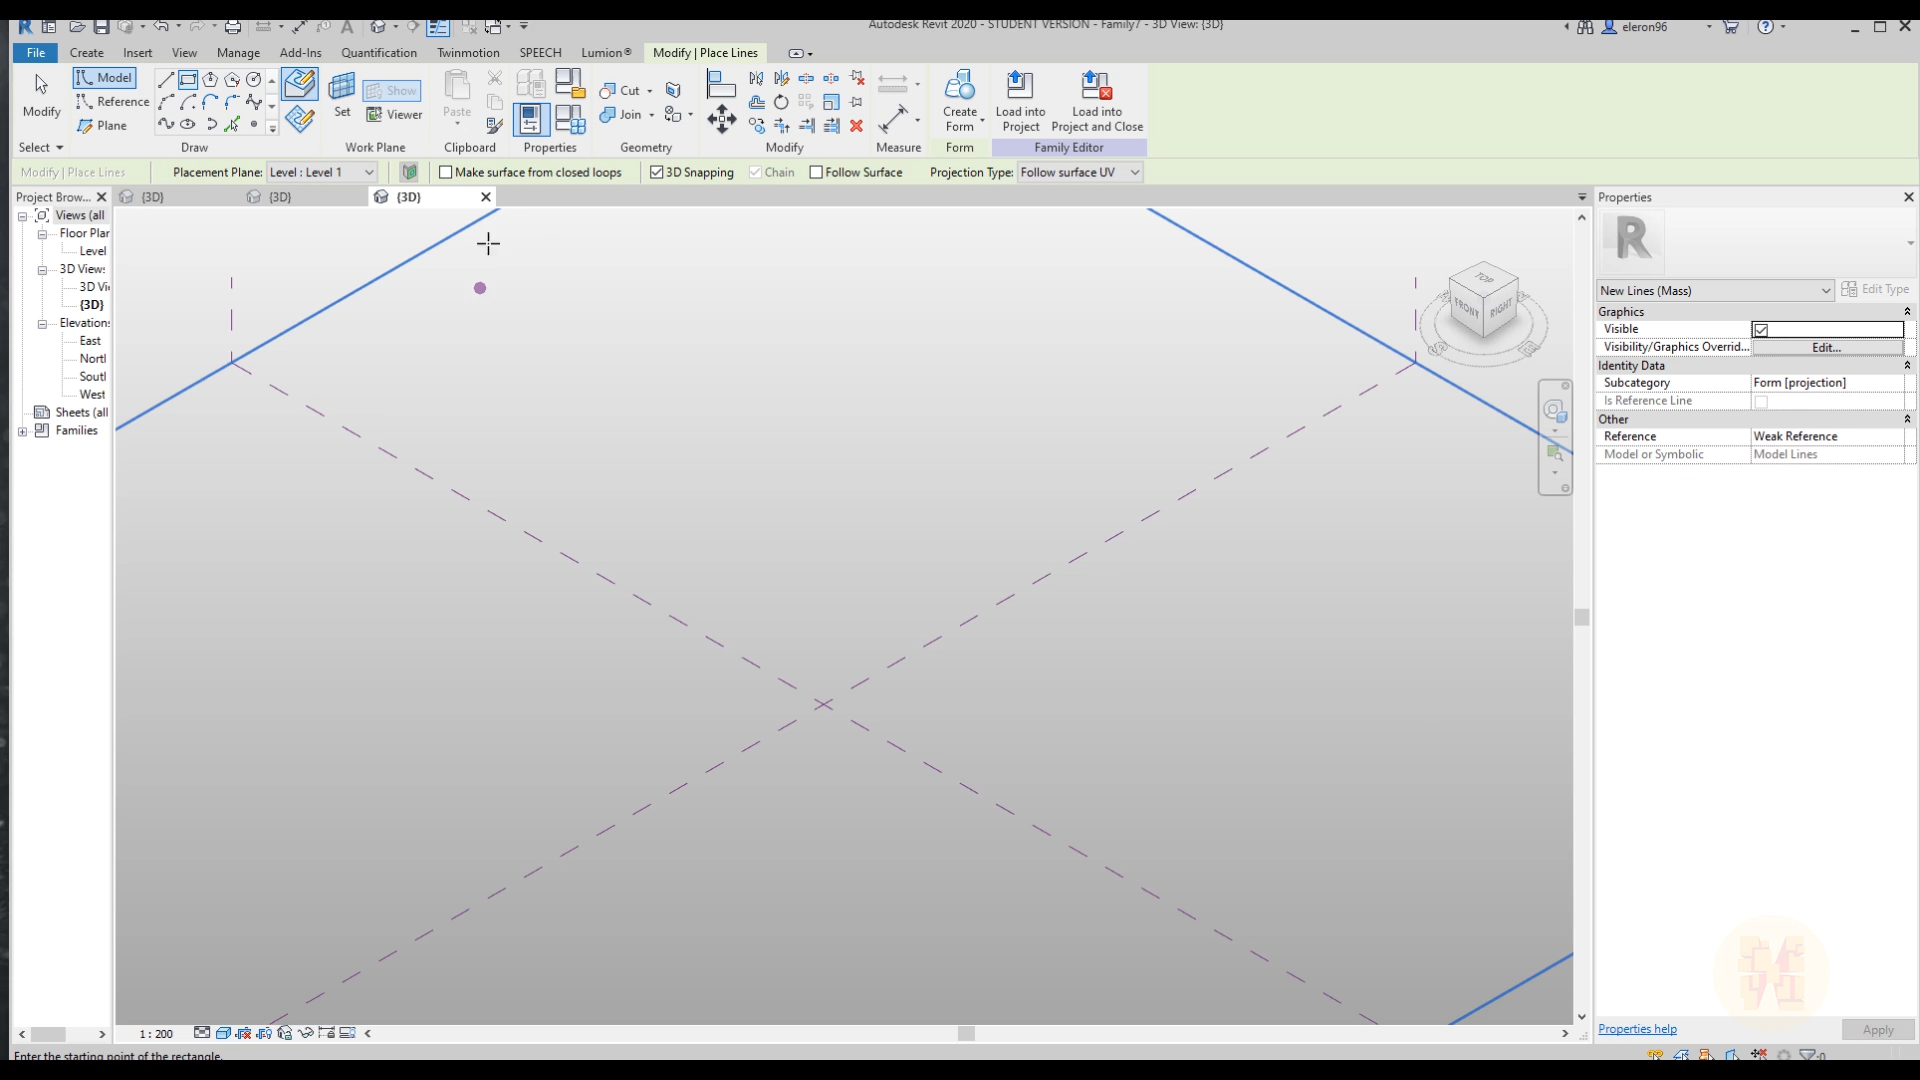 Autodesk Revit 2020 - STUDENT VERSION - Family7 - 3D View: {3D}
eleron96
File
Create
Insert
View
Manage
Add-Ins
Quantification
Twinmotion
SPEECH
Lumion®
Modify | Place Lines
Modify
Model
Reference
Plane
Set
Show
Viewer
Paste
Cut
Join
Create
Form
Load into
Project
Load into
Project and Close
Select
Draw
Work Plane
Clipboard
Properties
Geometry
Modify
Measure
Form
Family Editor
Modify | Place Lines
Placement Plane:
Level : Level 1
Make surface from closed loops
3D Snapping
Chain
Follow Surface
Projection Type:
Follow surface UV
Project Brow...
{3D}
{3D}
{3D}
Views (all
Floor Plar
Level
3D View:
3D Vi
{3D}
Elevation:
East
Nort
Sout
West
Sheets (all
Families
TOP
FRONT
RIGHT
Properties
R
New Lines (Mass)
Edit Type
Graphics
Visible
Visibility/Graphics Overrid...
Edit...
Identity Data
Subcategory
Form [projection]
Is Reference Line
Other
Reference
Weak Reference
Model or Symbolic
Model Lines
Properties help
Apply
1 : 200
Enter the starting point of the rectangle.
:0